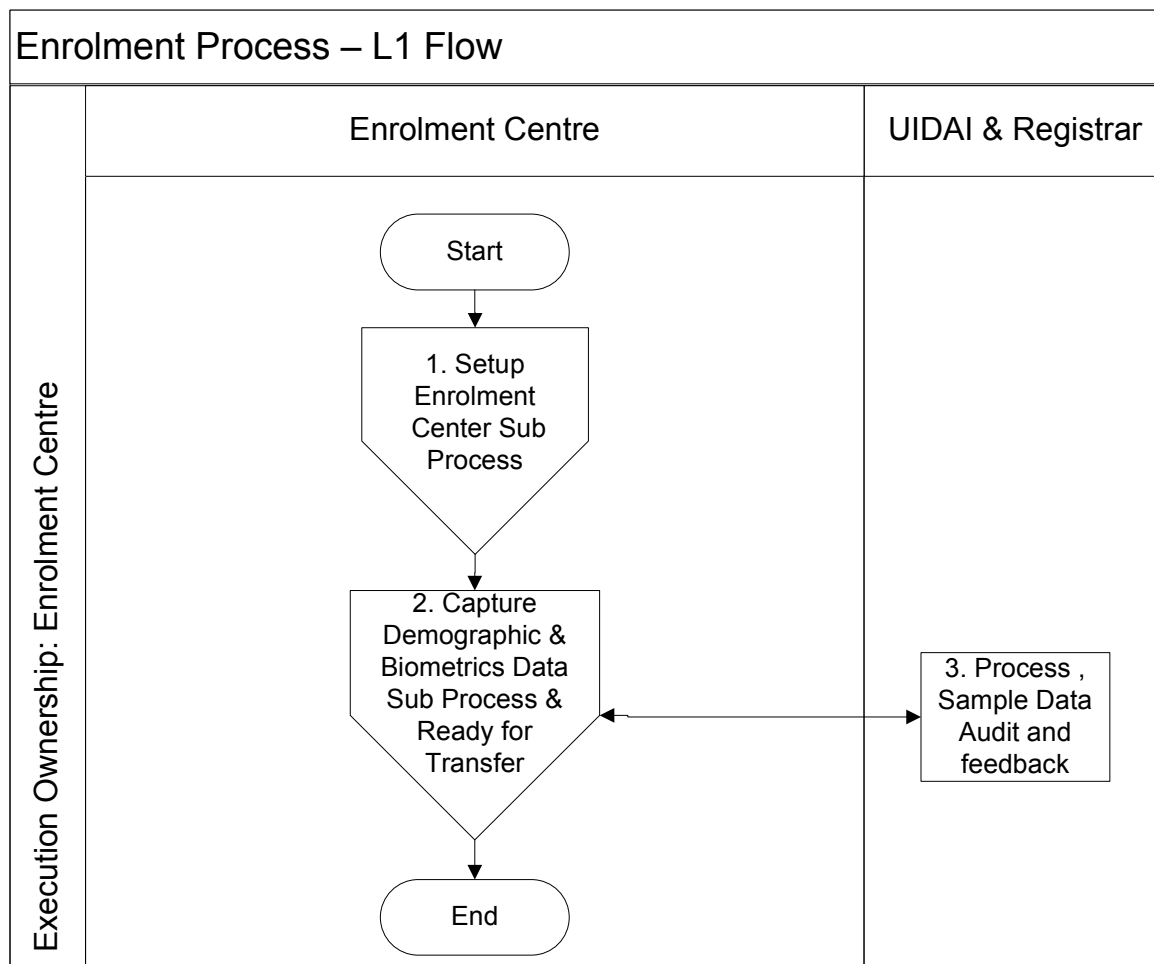 Enrolment Process – L1 Flow
Enrolment Centre
UIDAI & Registrar
Execution Ownership: Enrolment Centre
Start
1. Setup
Enrolment
Center Sub
Process
2. Capture
Demographic &
Biometrics Data
Sub Process &
Ready for
Transfer
3. Process ,
Sample Data
Audit and
feedback
End